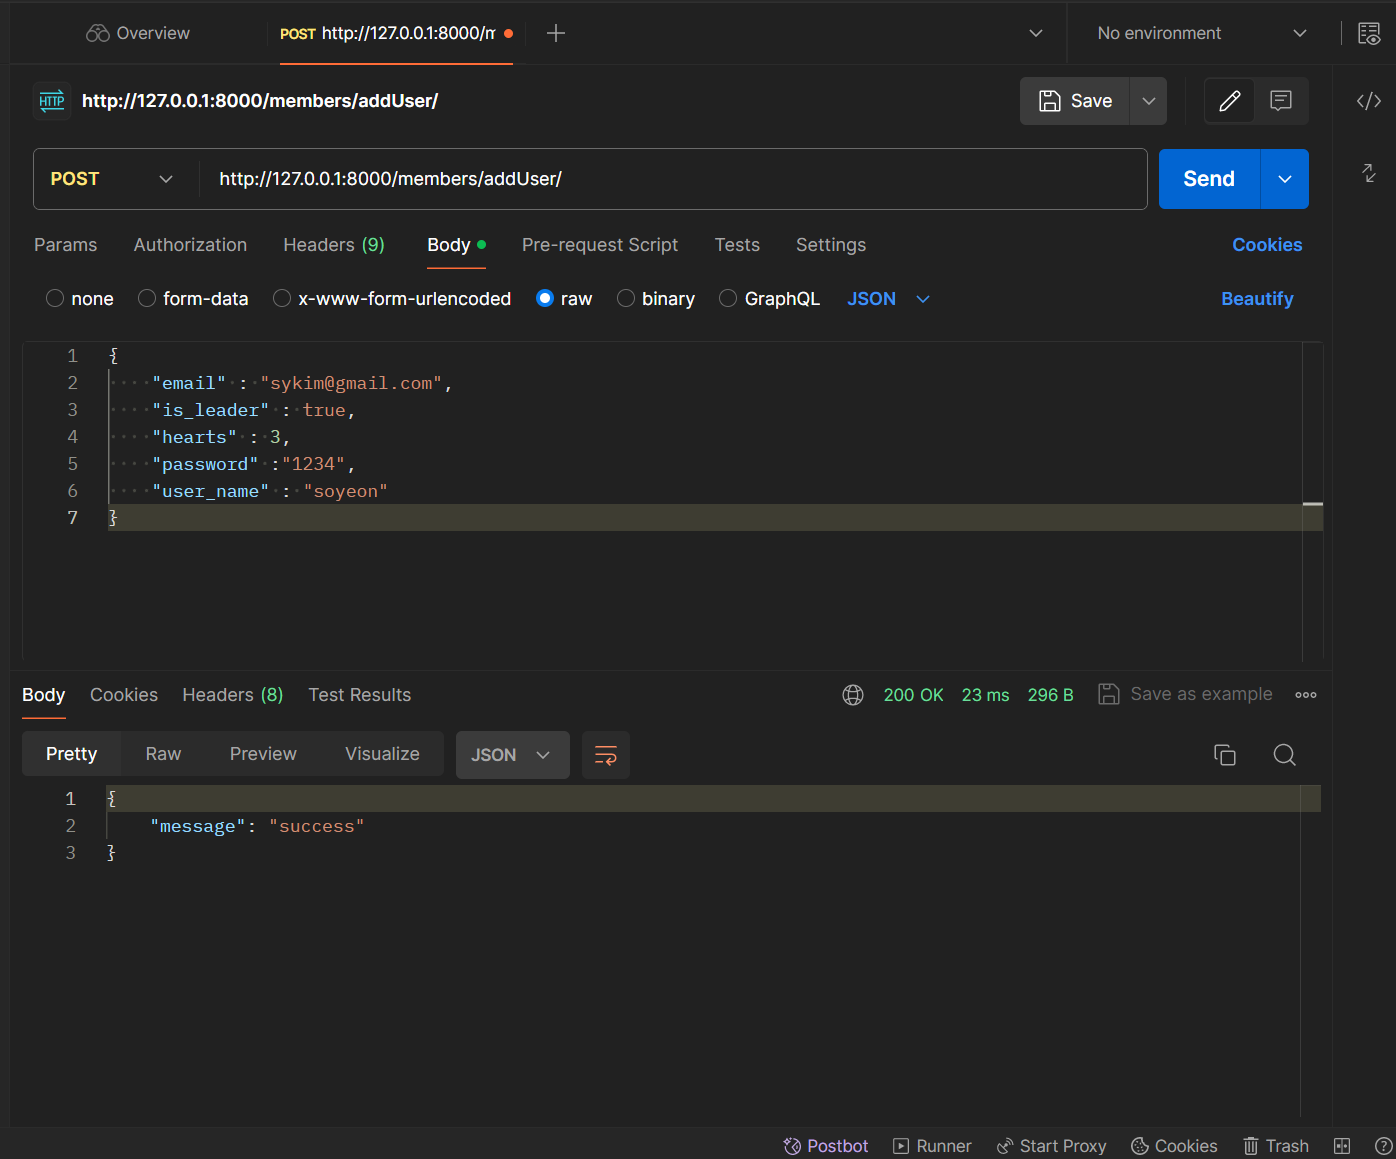 Overview POST http://127.0.0.1:8000/m No environment
HTTP http://127.0.0.1:8000/members/addUser/ Save
POST http://127.0.0.1:8000/members/addUser/ Send
Params Authorization Headers (9) Body Pre-request Script Tests Settings Cookies
none form-data x-www-form-urlencoded raw binary GraphQL JSON Beautify
1 {
2 "email" : "sykim@gmail.com",
3 "is_leader" : true,
4 "hearts" : 3,
5 "password" :"1234",
6 "user_name" : "soyeon"
7 }
Body Cookies Headers (8) Test Results 200 OK 23 ms 296 B Save as example
Pretty Raw Preview Visualize JSON
1 {
2 "message": "success"
3 }
Postbot Runner Start Proxy Cookies Trash